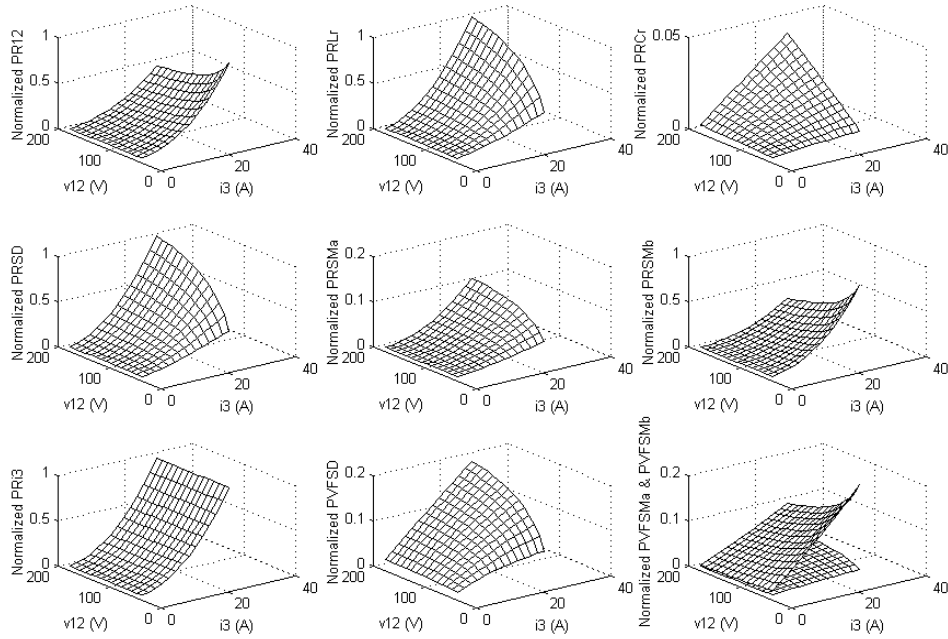 Normalized PR12
1
0.5
0
200
100
0
v12 (V)
0
20
40
i3 (A)
Normalized PRLr
1
0.5
0
200
100
0
v12 (V)
0
20
40
i3 (A)
Normalized PRCr
0.05
0
200
100
0
v12 (V)
0
20
40
i3 (A)
Normalized PRSD
1
0.5
0
200
100
0
v12 (V)
0
20
40
i3 (A)
Normalized PRSMa
0.2
0.1
0
200
100
0
v12 (V)
0
20
40
i3 (A)
Normalized PRSMb
1
0.5
0
200
100
0
v12 (V)
0
20
40
i3 (A)
Normalized PRi3
1
0.5
0
200
100
0
v12 (V)
0
20
40
i3 (A)
Normalized PVFSD
0.2
0.1
0
200
100
0
v12 (V)
0
20
40
i3 (A)
Normalized PVFSMa & PVFSMb
0.2
0.1
0
200
100
0
v12 (V)
0
20
40
i3 (A)